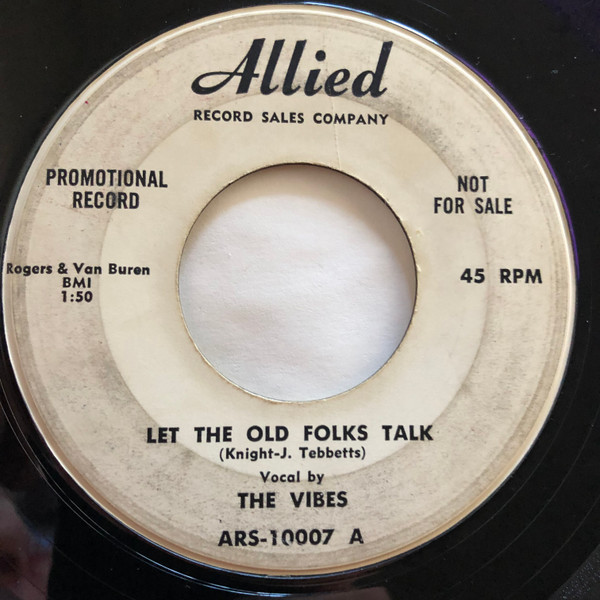 Allied
RECORD SALES COMPANY
PROMOTIONAL
RECORD
NOT
FOR SALE
Rogers & Van Buren
BMI
1:50
45 RPM
LET THE OLD FOLKS TALK
(Knight-J. Tebbetts)
Vocal by
THE VIBES
ARS-10007 A